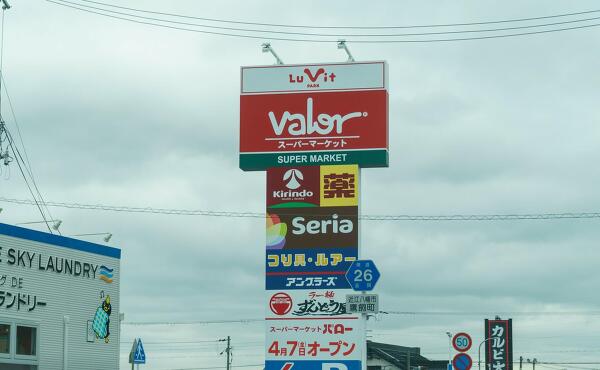 LuVit
PARK
Valor
スーパーマーケット
SUPER MARKET
Kirindo
薬
Seria
つりバ・ルアー
アングラーズ
26
近江八幡市
鷹飼町
ラー麺
ずんどう屋
スーパーマーケットバロー
4月7日金オープン
P
SKY LAUNDRY
グ DE
ランドリー
50
カルビ